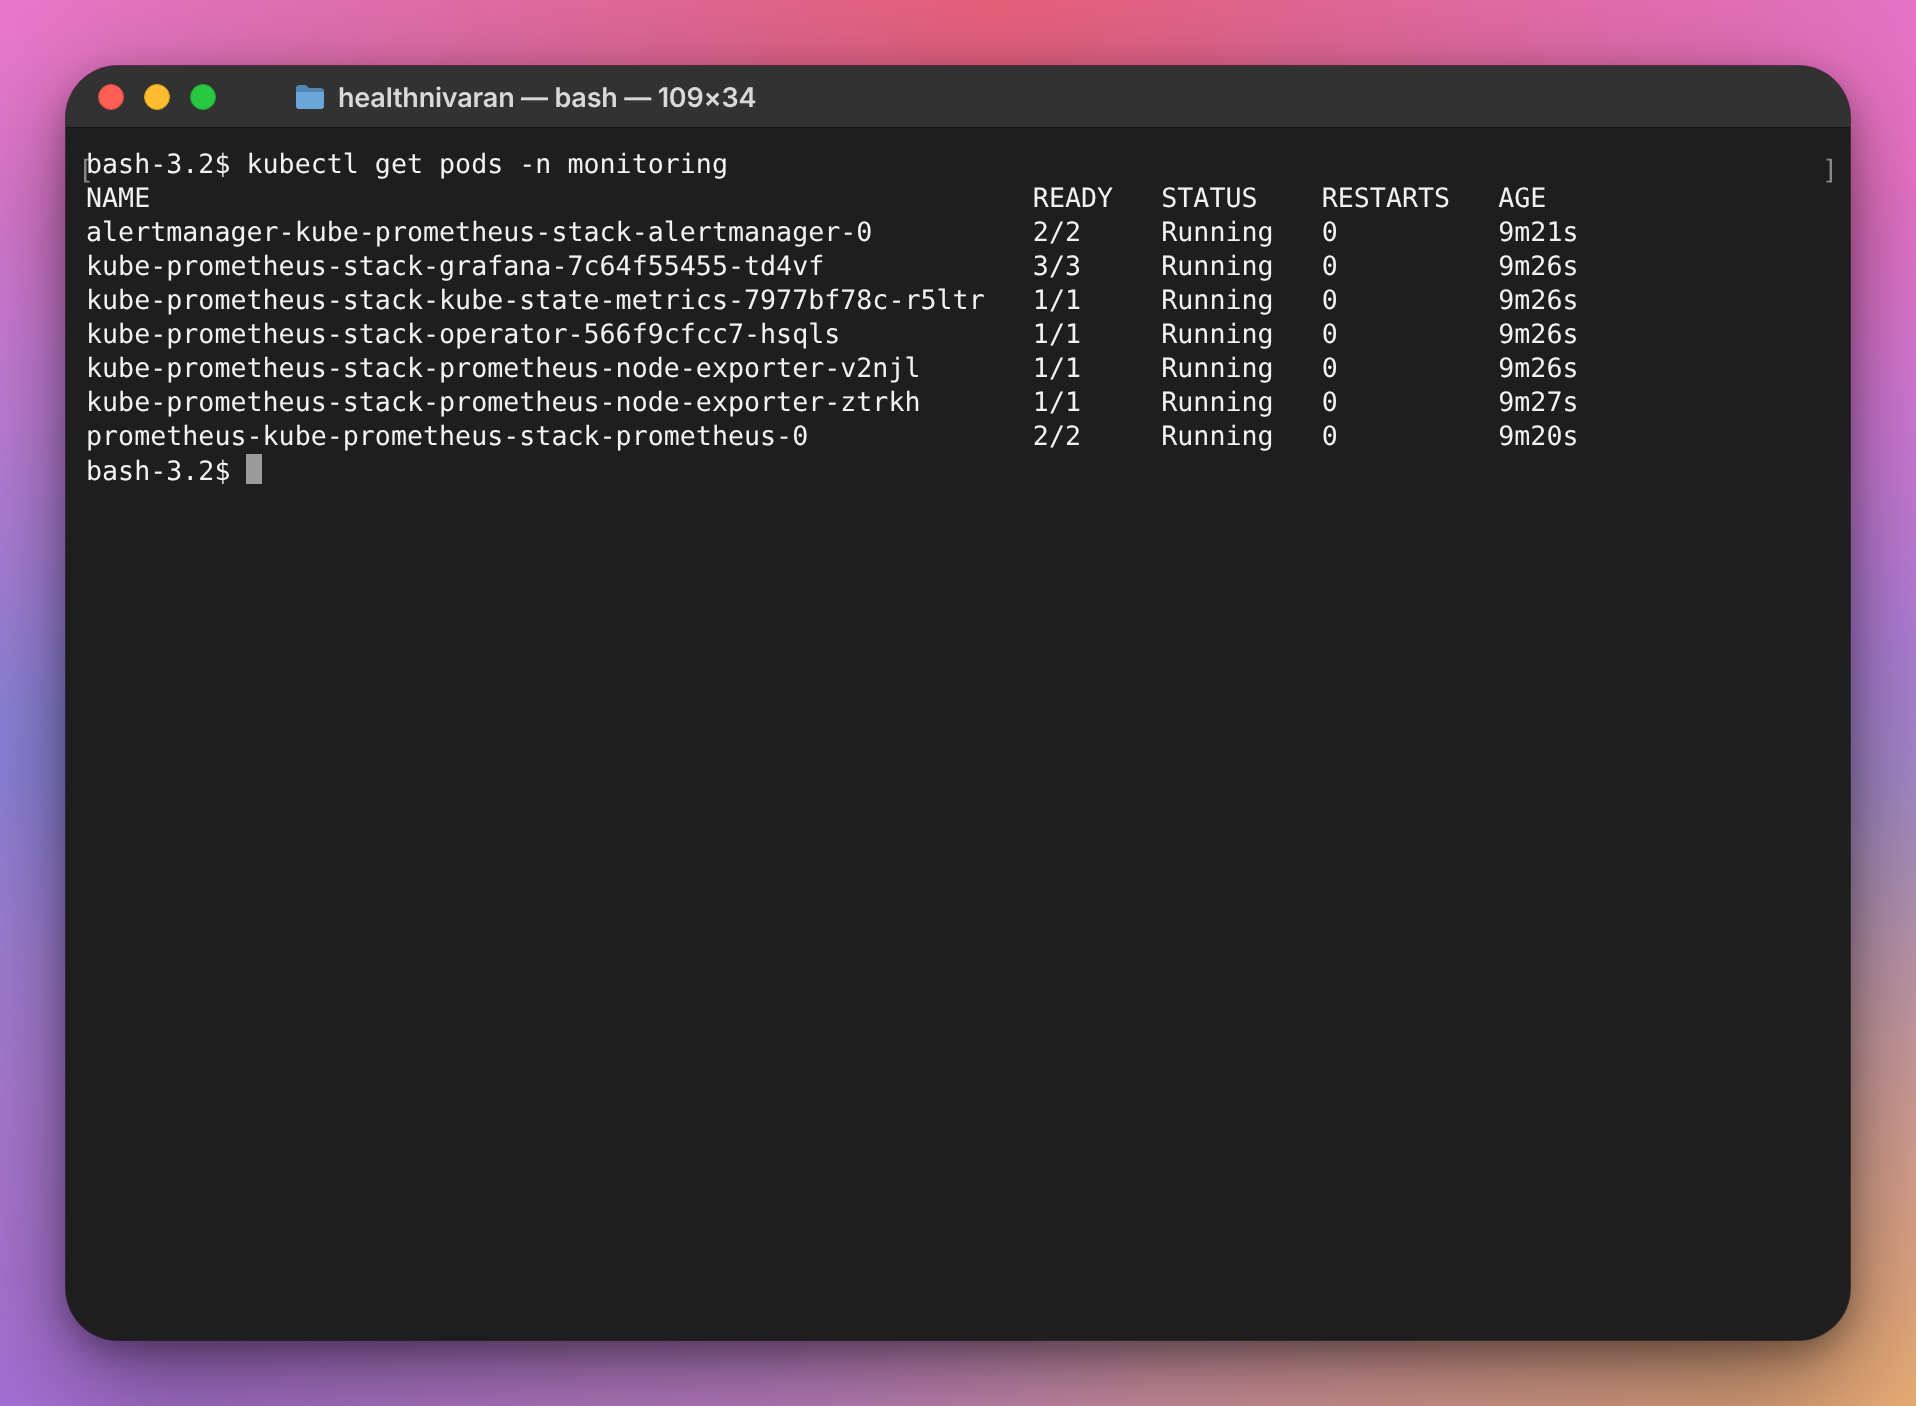 healthnivaran — bash — 109×34
[bash-3.2$ kubectl get pods -n monitoring ]
NAME READY STATUS RESTARTS AGE
alertmanager-kube-prometheus-stack-alertmanager-0 2/2 Running 0 9m21s
kube-prometheus-stack-grafana-7c64f55455-td4vf 3/3 Running 0 9m26s
kube-prometheus-stack-kube-state-metrics-7977bf78c-r5ltr 1/1 Running 0 9m26s
kube-prometheus-stack-operator-566f9cfcc7-hsqls 1/1 Running 0 9m26s
kube-prometheus-stack-prometheus-node-exporter-v2njl 1/1 Running 0 9m26s
kube-prometheus-stack-prometheus-node-exporter-ztrkh 1/1 Running 0 9m27s
prometheus-kube-prometheus-stack-prometheus-0 2/2 Running 0 9m20s
bash-3.2$